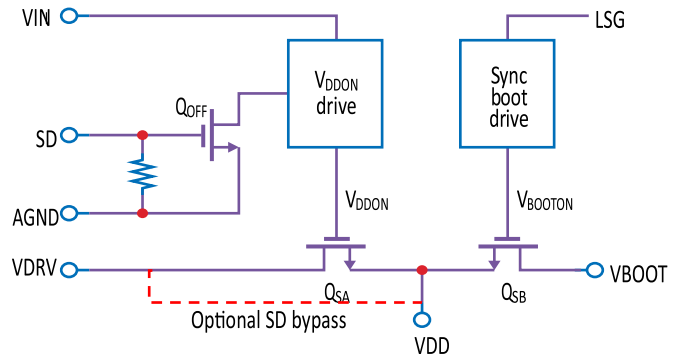 VIN
LSG
VDDON
drive
Sync
boot
drive
QOFF
SD
VDDON
VBOOTON
AGND
VDRV
VBOOT
QSA
QSB
Optional SD bypass
VDD